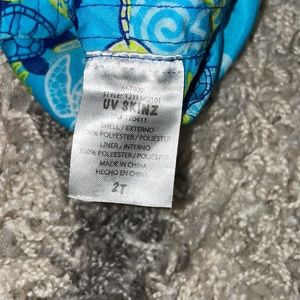 UV SKINZ
SHELL / EXTERNO
100% POLYESTER / POLIESTER
LINER / INTERNO
100% POLYESTER / POLIESTER
MADE IN CHINA
HECHO EN CHINA
2T